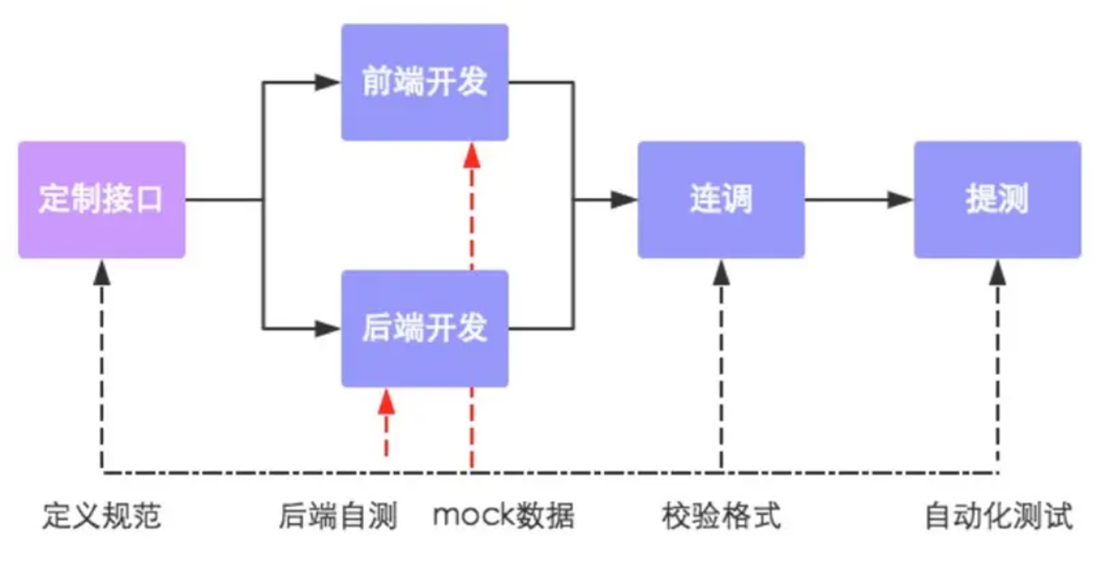 前端开发
定制接口
连调
提测
后端开发
定义规范
后端自测
mock数据
校验格式
自动化测试